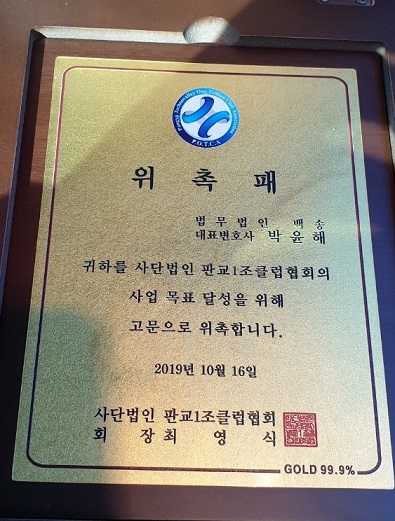 P.O.T.C.A
위 촉 패
법 무 법 인 백 송
대표변호사 박 윤 해
귀하를 사단법인 판교1조클럽협회의
사업 목표 달성을 위해
고문으로 위촉합니다.
2019년 10월 16일
사단법인 판교1조클럽협회
회 장 최 영 식
GOLD 99.9%